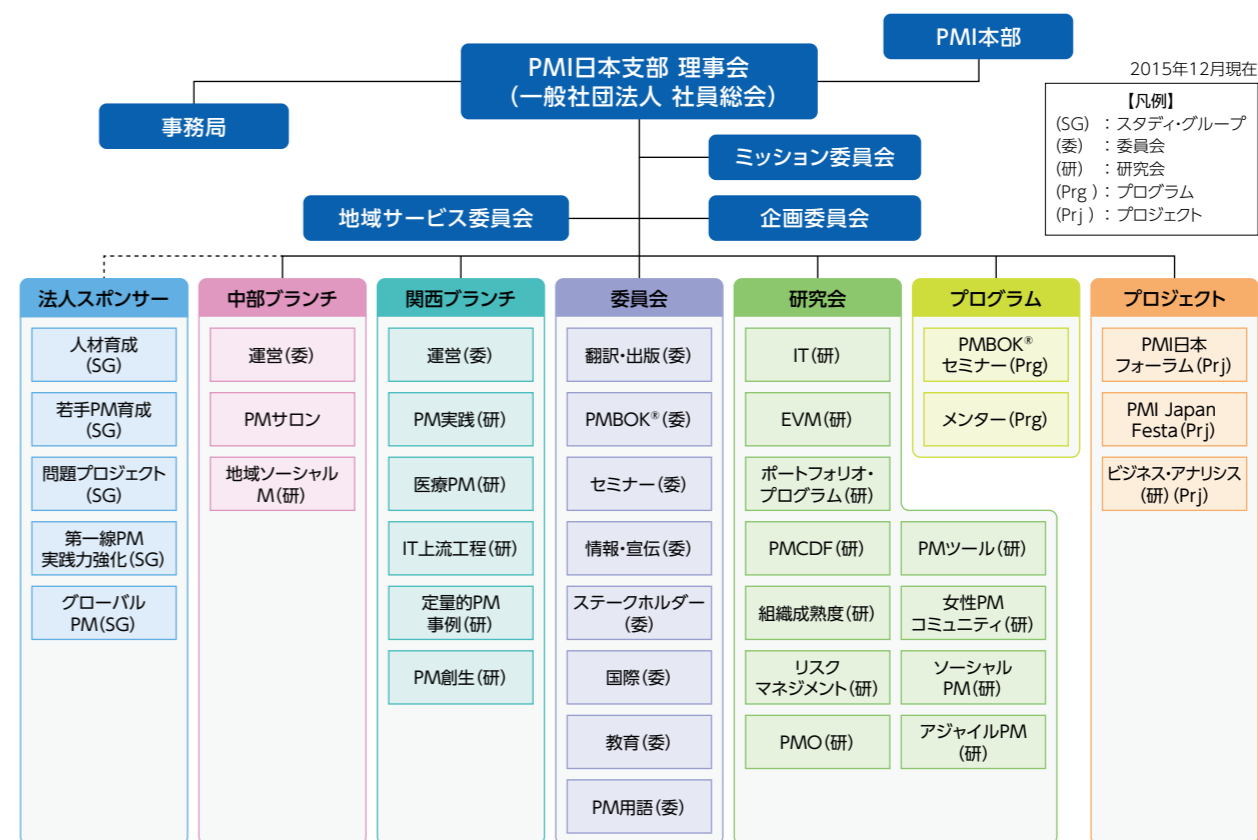 PMI本部
PMI日本支部 理事会
(一般社団法人 社員総会)
事務局
2015年12月現在
【凡例】
(SG) : スタディ・グループ
(委) : 委員会
(研) : 研究会
(Prg) : プログラム
(Prj) : プロジェクト
ミッション委員会
地域サービス委員会
企画委員会
法人スポンサー
人材育成
(SG)
若手PM育成
(SG)
問題プロジェクト
(SG)
第一線PM
実践力強化(SG)
グローバル
PM(SG)
中部ブランチ
運営(委)
PMサロン
地域ソーシャル
M(研)
関西ブランチ
運営(委)
PM実践(研)
医療PM(研)
IT上流工程(研)
定量的PM
事例(研)
PM創生(研)
委員会
翻訳・出版(委)
PMBOK®(委)
セミナー(委)
情報・宣伝(委)
ステークホルダー
(委)
国際(委)
教育(委)
PM用語(委)
研究会
IT(研)
EVM(研)
ポートフォリオ・
プログラム(研)
PMCDF(研)
組織成熟度(研)
リスク
マネジメント(研)
PMO(研)
PMツール(研)
女性PM
コミュニティ(研)
ソーシャル
PM(研)
アジャイルPM
(研)
プログラム
PMBOK®
セミナー(Prg)
メンター(Prg)
プロジェクト
PMI日本
フォーラム(Prj)
PMI Japan
Festa(Prj)
ビジネス・アナリシス
(研)(Prj)